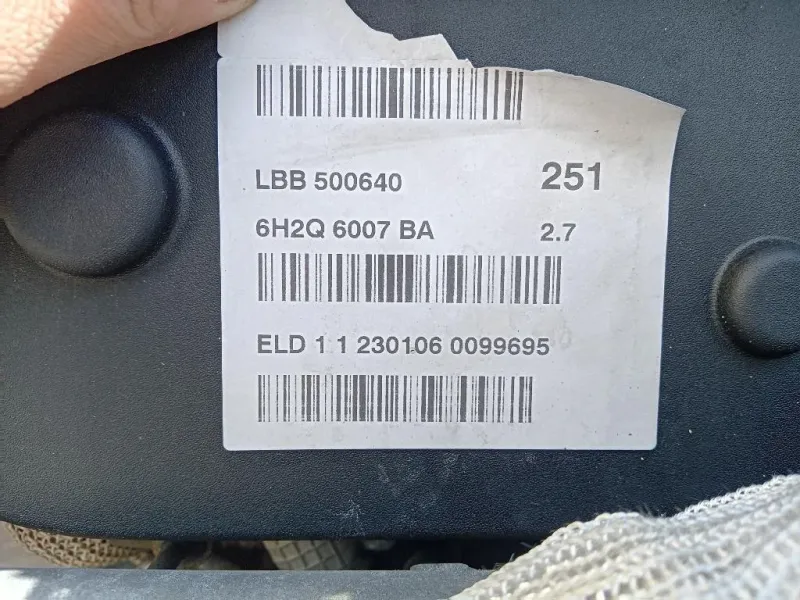 LBB 500640 251
6H2Q 6007 BA 2.7
ELD 1 1 230106 0099695